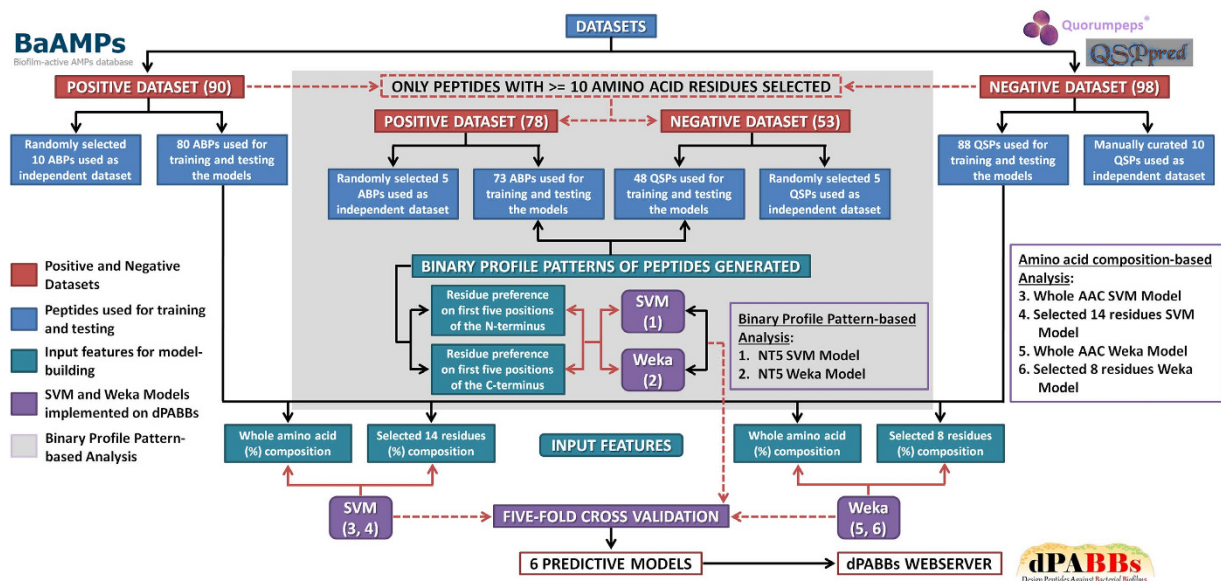 DATASETS
BaAMPs
Biofilm-active AMPs database
Quorumpeps®
QSPpred
POSITIVE DATASET (90)
ONLY PEPTIDES WITH >= 10 AMINO ACID RESIDUES SELECTED
NEGATIVE DATASET (98)
POSITIVE DATASET (78)
NEGATIVE DATASET (53)
Randomly selected
10 ABPs used as
independent dataset
80 ABPs used for
training and testing
the models
Randomly selected 5
ABPs used as
independent dataset
73 ABPs used for
training and testing
the models
48 QSPs used for
training and testing
the models
Randomly selected 5
QSPs used as
independent dataset
88 QSPs used for
training and testing
the models
Manually curated 10
QSPs used as
independent dataset
Positive and Negative
Datasets
Peptides used for training
and testing
Input features for model-
building
SVM and Weka Models
implemented on dPABBs
Binary Profile Pattern-
based Analysis
BINARY PROFILE PATTERNS OF PEPTIDES GENERATED
Residue preference
on first five positions
of the N-terminus
Residue preference
on first five positions
of the C-terminus
SVM
(1)
Weka
(2)
Binary Profile Pattern-based
Analysis:
1. NT5 SVM Model
2. NT5 Weka Model
Amino acid composition-based
Analysis:
3. Whole AAC SVM Model
4. Selected 14 residues SVM
Model
5. Whole AAC Weka Model
6. Selected 8 residues Weka
Model
Whole amino acid
(%) composition
Selected 14 residues
(%) composition
INPUT FEATURES
Whole amino acid
(%) composition
Selected 8 residues
(%) composition
SVM
(3, 4)
FIVE-FOLD CROSS VALIDATION
Weka
(5, 6)
6 PREDICTIVE MODELS
dPABBs WEBSERVER
dPABBs
Design Peptides Against Bacterial Biofilms